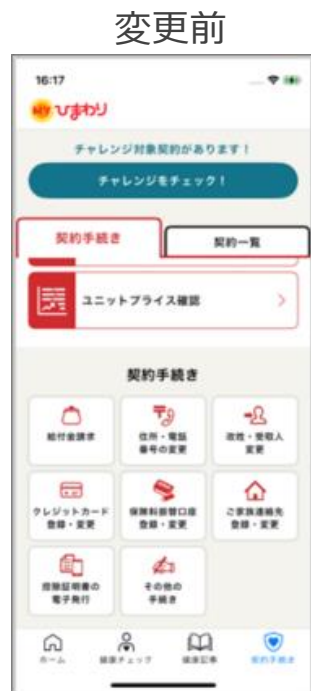 変更前
16:17
MYひまわり
チャレンジ対象契約があります！
チャレンジをチェック！
契約手続き
契約一覧
ユニットプライス確認
契約手続き
給付金請求
住所・電話
番号の変更
改姓・受取人
変更
クレジットカード
登録・変更
保険料振替口座
登録・変更
ご家族連絡先
登録・変更
控除証明書の
電子発行
その他の
手続き
ホーム
健康チェック
健康記事
契約手続き